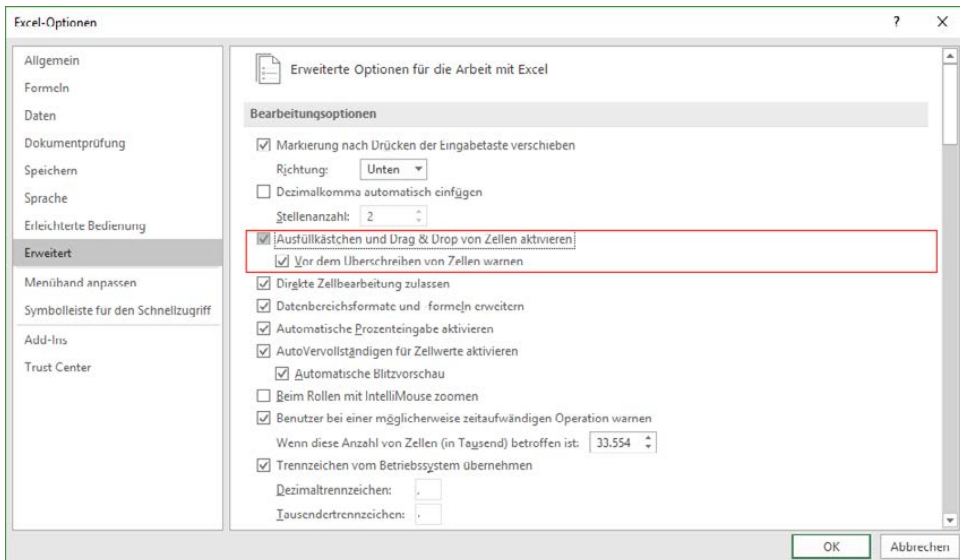 Excel-Optionen ? X
Allgemein
Formeln
Daten
Dokumentprüfung
Speichern
Sprache
Erleichterte Bedienung
Erweitert
Menüband anpassen
Symbolleiste für den Schnellzugriff
Add-Ins
Trust Center
Erweiterte Optionen für die Arbeit mit Excel
Bearbeitungsoptionen
Markierung nach Drücken der Eingabetaste verschieben
Richtung: Unten
Dezimalkomma automatisch einfügen
Stellenanzahl: 2
Ausfüllkästchen und Drag & Drop von Zellen aktivieren
Vor dem Überschreiben von Zellen warnen
Direkte Zellbearbeitung zulassen
Datenbereichsformate und -formeln erweitern
Automatische Prozenteingabe aktivieren
AutoVervollständigen für Zellwerte aktivieren
Automatische Blitzvorschau
Beim Rollen mit IntelliMouse zoomen
Benutzer bei einer möglicherweise zeitaufwändigen Operation warnen
Wenn diese Anzahl von Zellen (in Tausend) betroffen ist: 33.554
Trennzeichen vom Betriebssystem übernehmen
Dezimaltrennzeichen:
Tausendertrennzeichen:
OK Abbrechen